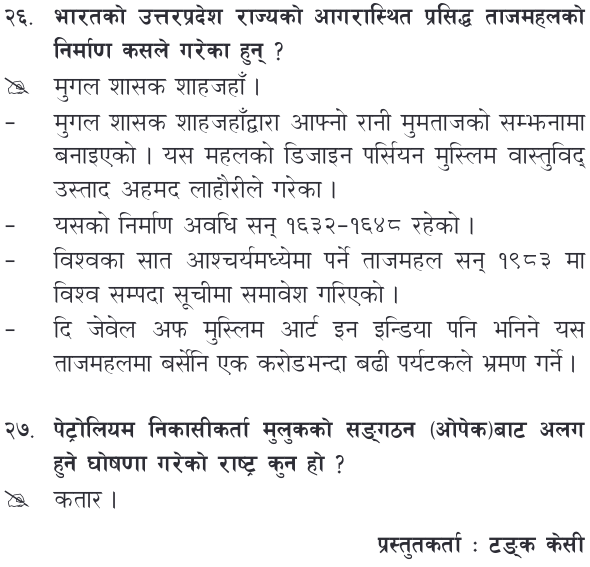 २६. भारतको उत्तरप्रदेश राज्यको आगरास्थित प्रसिद्ध ताजमहलको
निर्माण कसले गरेका हुन् ?
मुगल शासक शाहजहाँ ।
- मुगल शासक शाहजहाँद्वारा आफ्नो रानी मुमताजको सम्झनामा
बनाइएको । यस महलको डिजाइन पर्सियन मुस्लिम वास्तुविद्
उस्ताद अहमद लाहौरीले गरेका ।
- यसको निर्माण अवधि सन् १६३२-१६४८ रहेको ।
- विश्वका सात आश्चर्यमध्येमा पर्ने ताजमहल सन् १९८३ मा
विश्व सम्पदा सूचीमा समावेश गरिएको ।
- दि जेवेल अफ मुस्लिम आर्ट इन इन्डिया पनि भनिने यस
ताजमहलमा बर्सेनि एक करोडभन्दा बढी पर्यटकले भ्रमण गर्ने ।
२७. पेट्रोलियम निकासीकर्ता मुलुकको सङ्गठन (ओपेक)बाट अलग
हुने घोषणा गरेको राष्ट्र कुन हो ?
कतार ।
प्रस्तुतकर्ता : टङ्क केसी